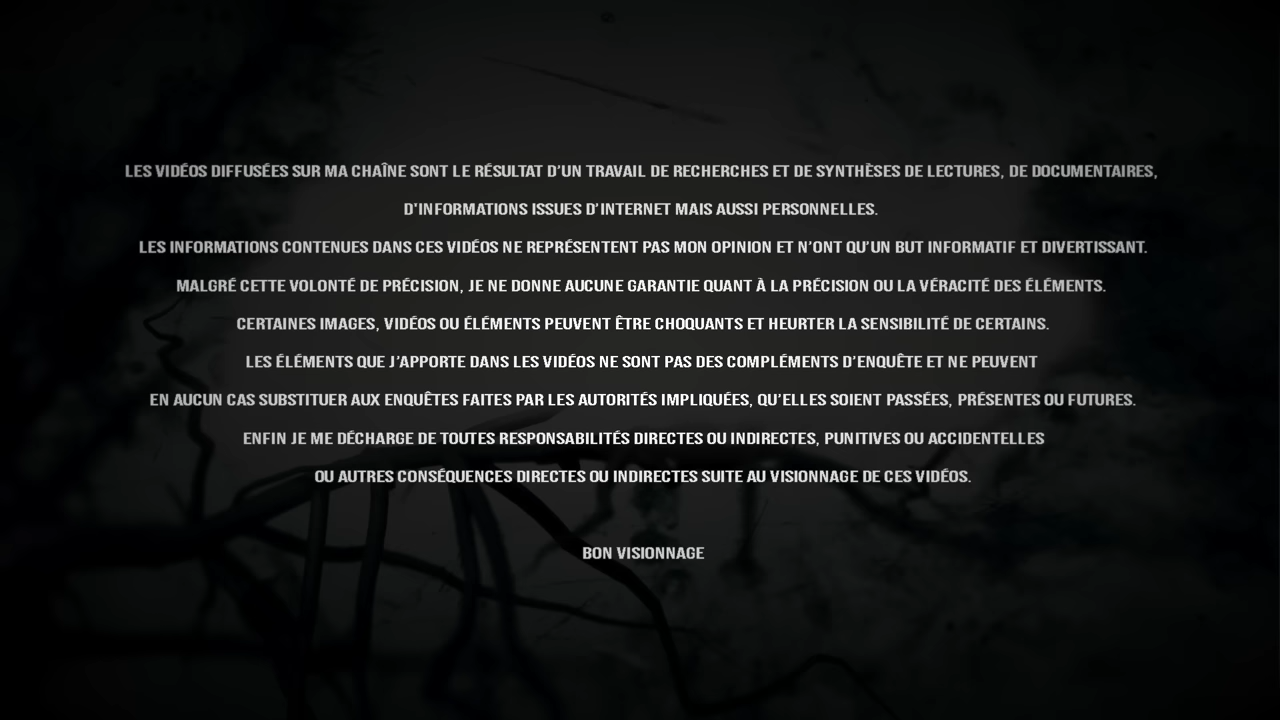 LES VIDÉOS DIFFUSÉES SUR MA CHAÎNE SONT LE RÉSULTAT D'UN TRAVAIL DE RECHERCHES ET DE SYNTHÈSES DE LECTURES, DE DOCUMENTAIRES,
D'INFORMATIONS ISSUES D'INTERNET MAIS AUSSI PERSONNELLES.
LES INFORMATIONS CONTENUES DANS CES VIDÉOS NE REPRÉSENTENT PAS MON OPINION ET N'ONT QU'UN BUT INFORMATIF ET DIVERTISSANT.
MALGRÉ CETTE VOLONTÉ DE PRÉCISION, JE NE DONNE AUCUNE GARANTIE QUANT À LA PRÉCISION OU LA VÉRACITÉ DES ÉLÉMENTS.
CERTAINES IMAGES, VIDÉOS OU ÉLÉMENTS PEUVENT ÊTRE CHOQUANTS ET HEURTER LA SENSIBILITÉ DE CERTAINS.
LES ÉLÉMENTS QUE J'APPORTE DANS LES VIDÉOS NE SONT PAS DES COMPLÉMENTS D'ENQUÊTE ET NE PEUVENT
EN AUCUN CAS SUBSTITUER AUX ENQUÊTES FAITES PAR LES AUTORITÉS IMPLIQUÉES, QU'ELLES SOIENT PASSÉES, PRÉSENTES OU FUTURES.
ENFIN JE ME DÉCHARGE DE TOUTES RESPONSABILITÉS DIRECTES OU INDIRECTES, PUNITIVES OU ACCIDENTELLES
OU AUTRES CONSÉQUENCES DIRECTES OU INDIRECTES SUITE AU VISIONNAGE DE CES VIDÉOS.
BON VISIONNAGE